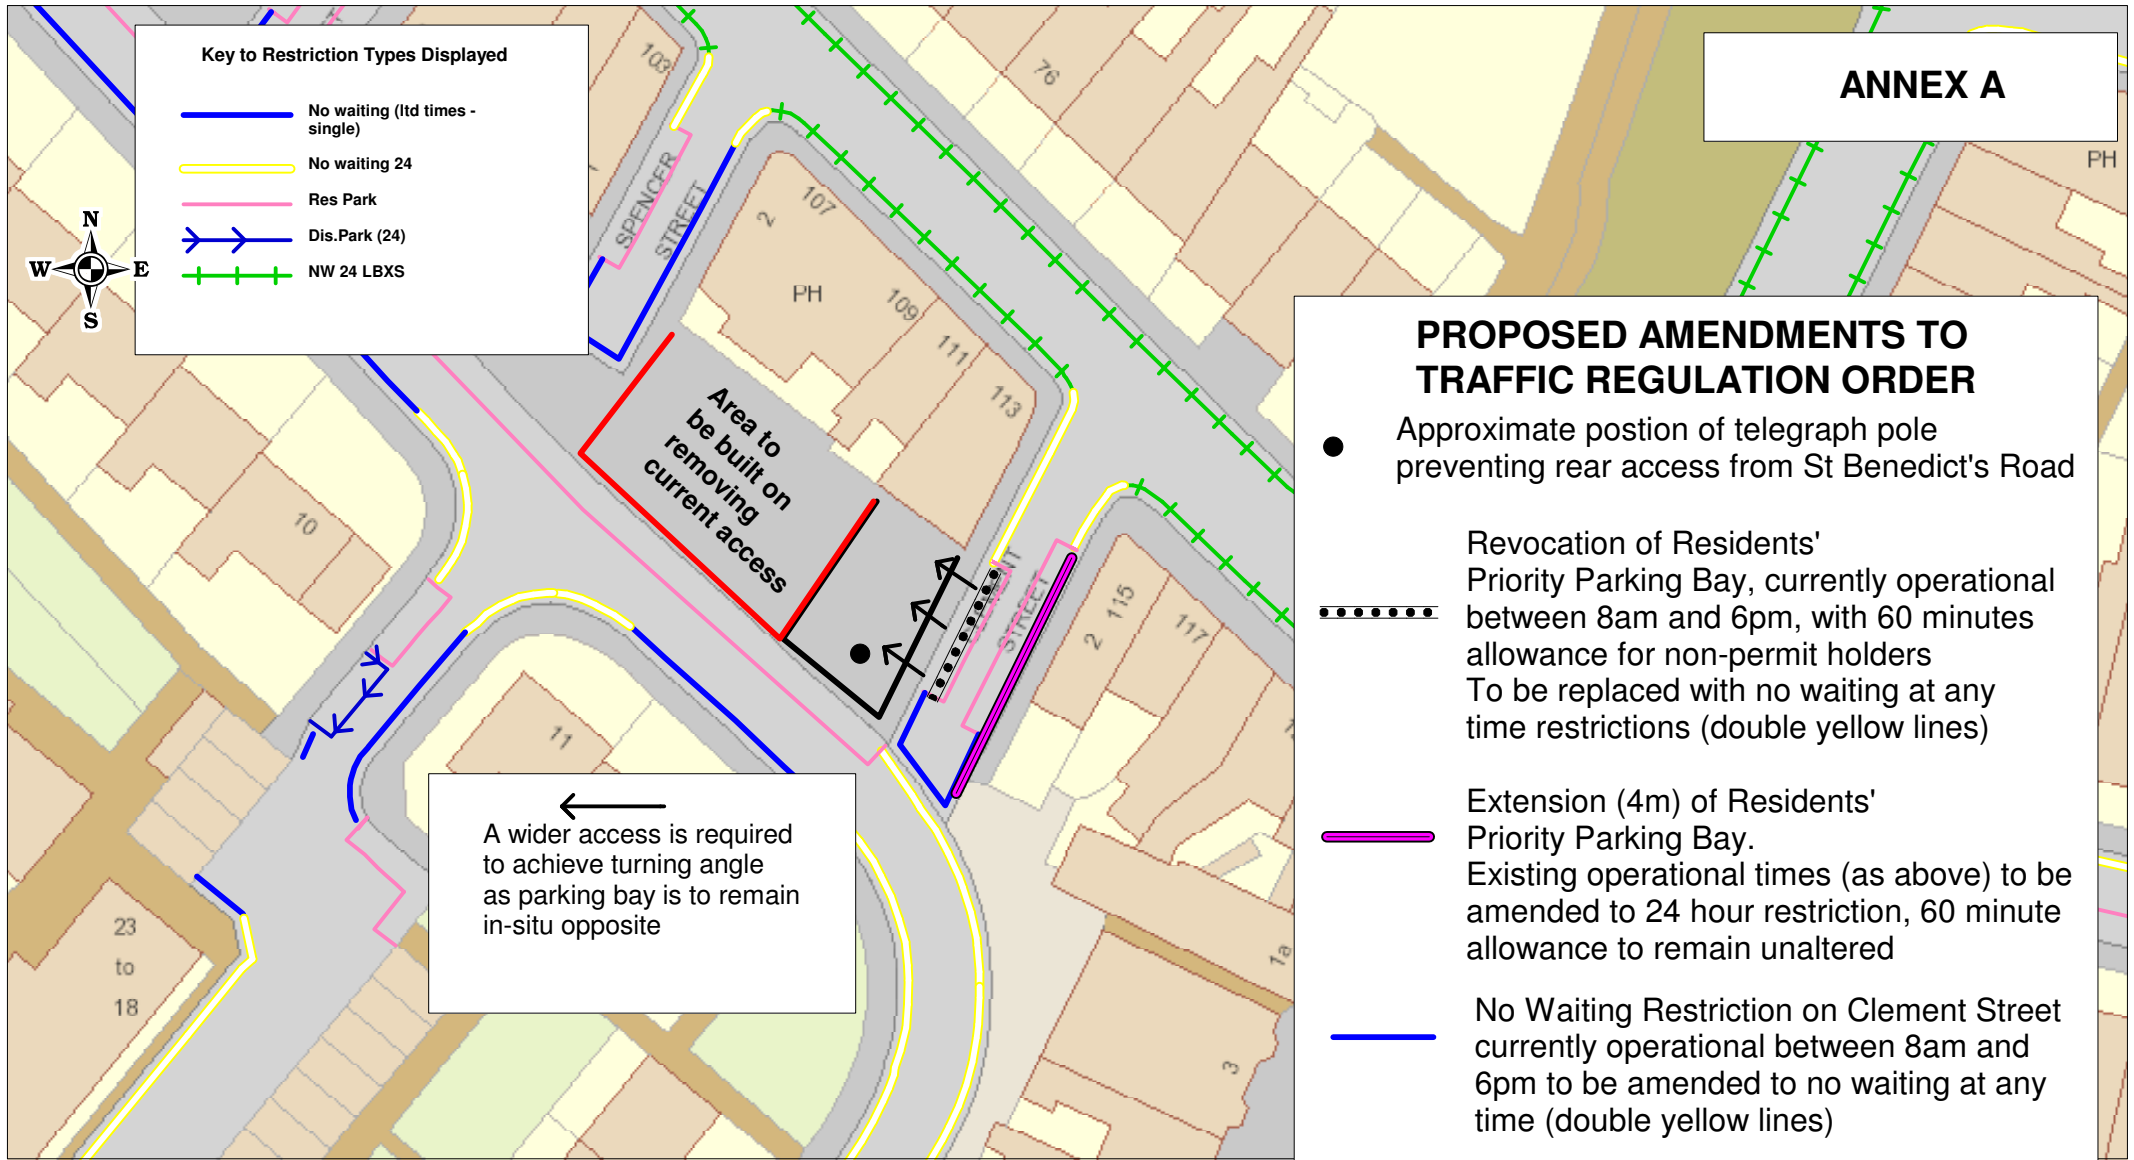 Key to Restriction Types Displayed
No waiting (ltd times -
single)
No waiting 24
Res Park
Dis.Park (24)
NW 24 LBXS
N
W
E
S
ANNEX A
PH
103
76
SPENCER
STREET
2
107
PH
109
111
113
Area to
be built on
removing
current access
10
STREET
2
115
117
11
A wider access is required
to achieve turning angle
as parking bay is to remain
in-situ opposite
23
to
18
1a
3
PROPOSED AMENDMENTS TO
TRAFFIC REGULATION ORDER
Approximate postion of telegraph pole
preventing rear access from St Benedict's Road
Revocation of Residents'
Priority Parking Bay, currently operational
between 8am and 6pm, with 60 minutes
allowance for non-permit holders
To be replaced with no waiting at any
time restrictions (double yellow lines)
Extension (4m) of Residents'
Priority Parking Bay.
Existing operational times (as above) to be
amended to 24 hour restriction, 60 minute
allowance to remain unaltered
No Waiting Restriction on Clement Street
currently operational between 8am and
6pm to be amended to no waiting at any
time (double yellow lines)